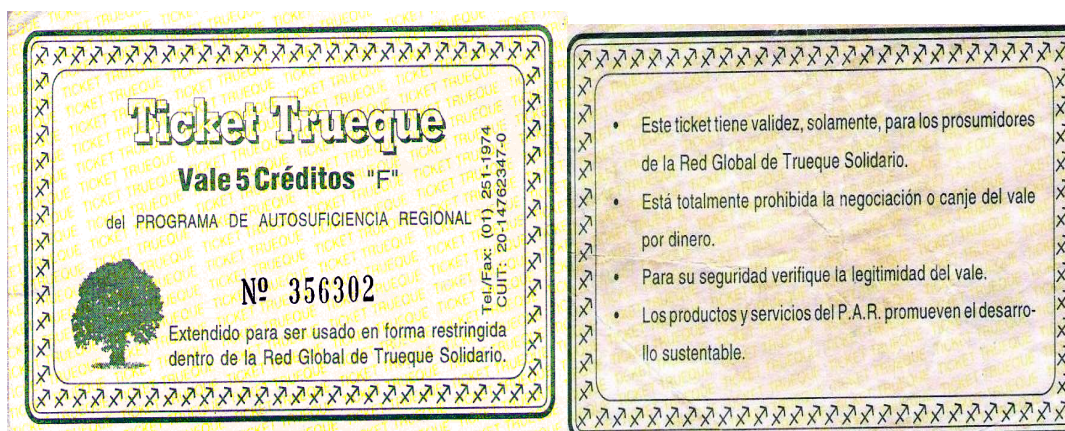 Ticket Trueque
Vale 5 Créditos "F"
del PROGRAMA DE AUTOSUFICIENCIA REGIONAL
Nº 356302
Extendido para ser usado en forma restringida
dentro de la Red Global de Trueque Solidario.
Tel./Fax: (01) 251-1974
CUIT: 20-14762347-0
• Este ticket tiene validez, solamente, para los prosumidores
de la Red Global de Trueque Solidario.
• Está totalmente prohibida la negociación o canje del vale
por dinero.
• Para su seguridad verifique la legitimidad del vale.
• Los productos y servicios del P.A.R. promueven el desarro-
llo sustentable.